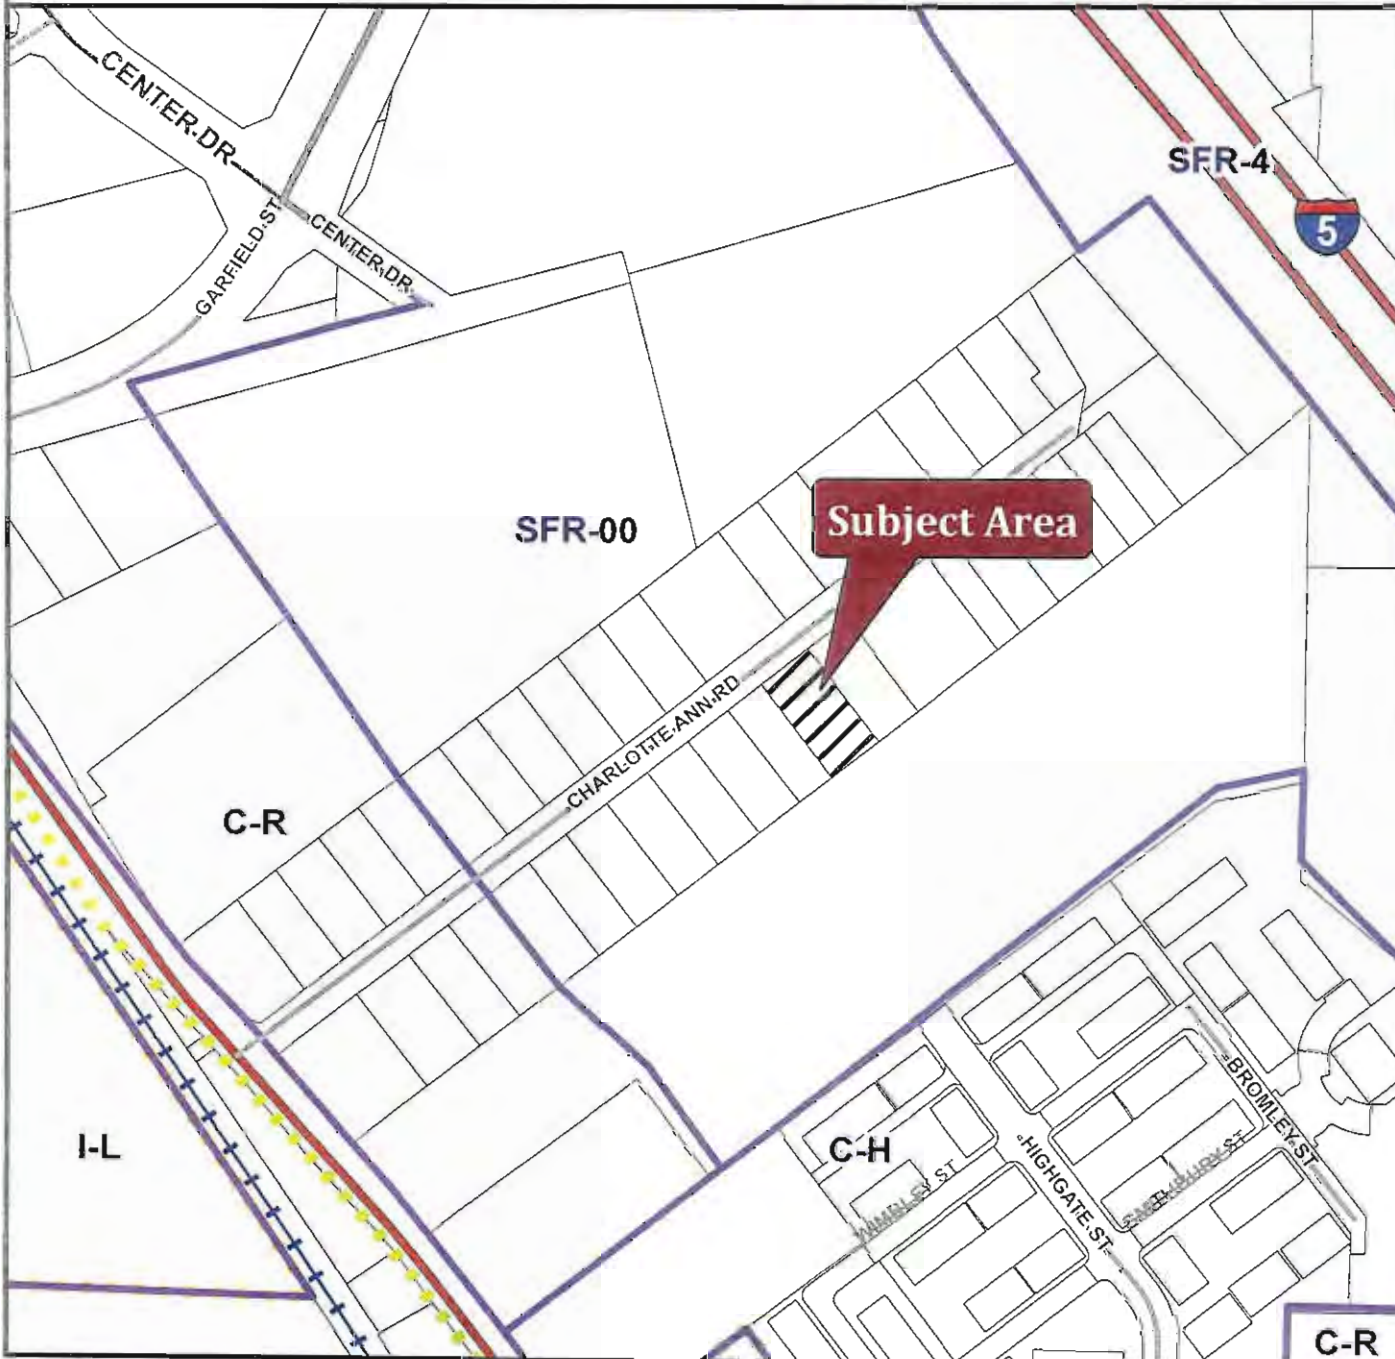 CENTER DR
SFR-4
5
GARFIELD ST
CENTER DR
SFR-00
Subject Area
CHARLOTTE ANN RD
C-R
I-L
C-H
BROMLEY ST
HIGHGATE ST
C-R